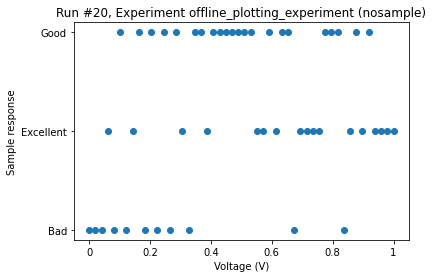 Run #20, Experiment offline_plotting_experiment (nosample)
Good
Excellent
Bad
Sample response
0 0.2 0.4 0.6 0.8 1
Voltage (V)